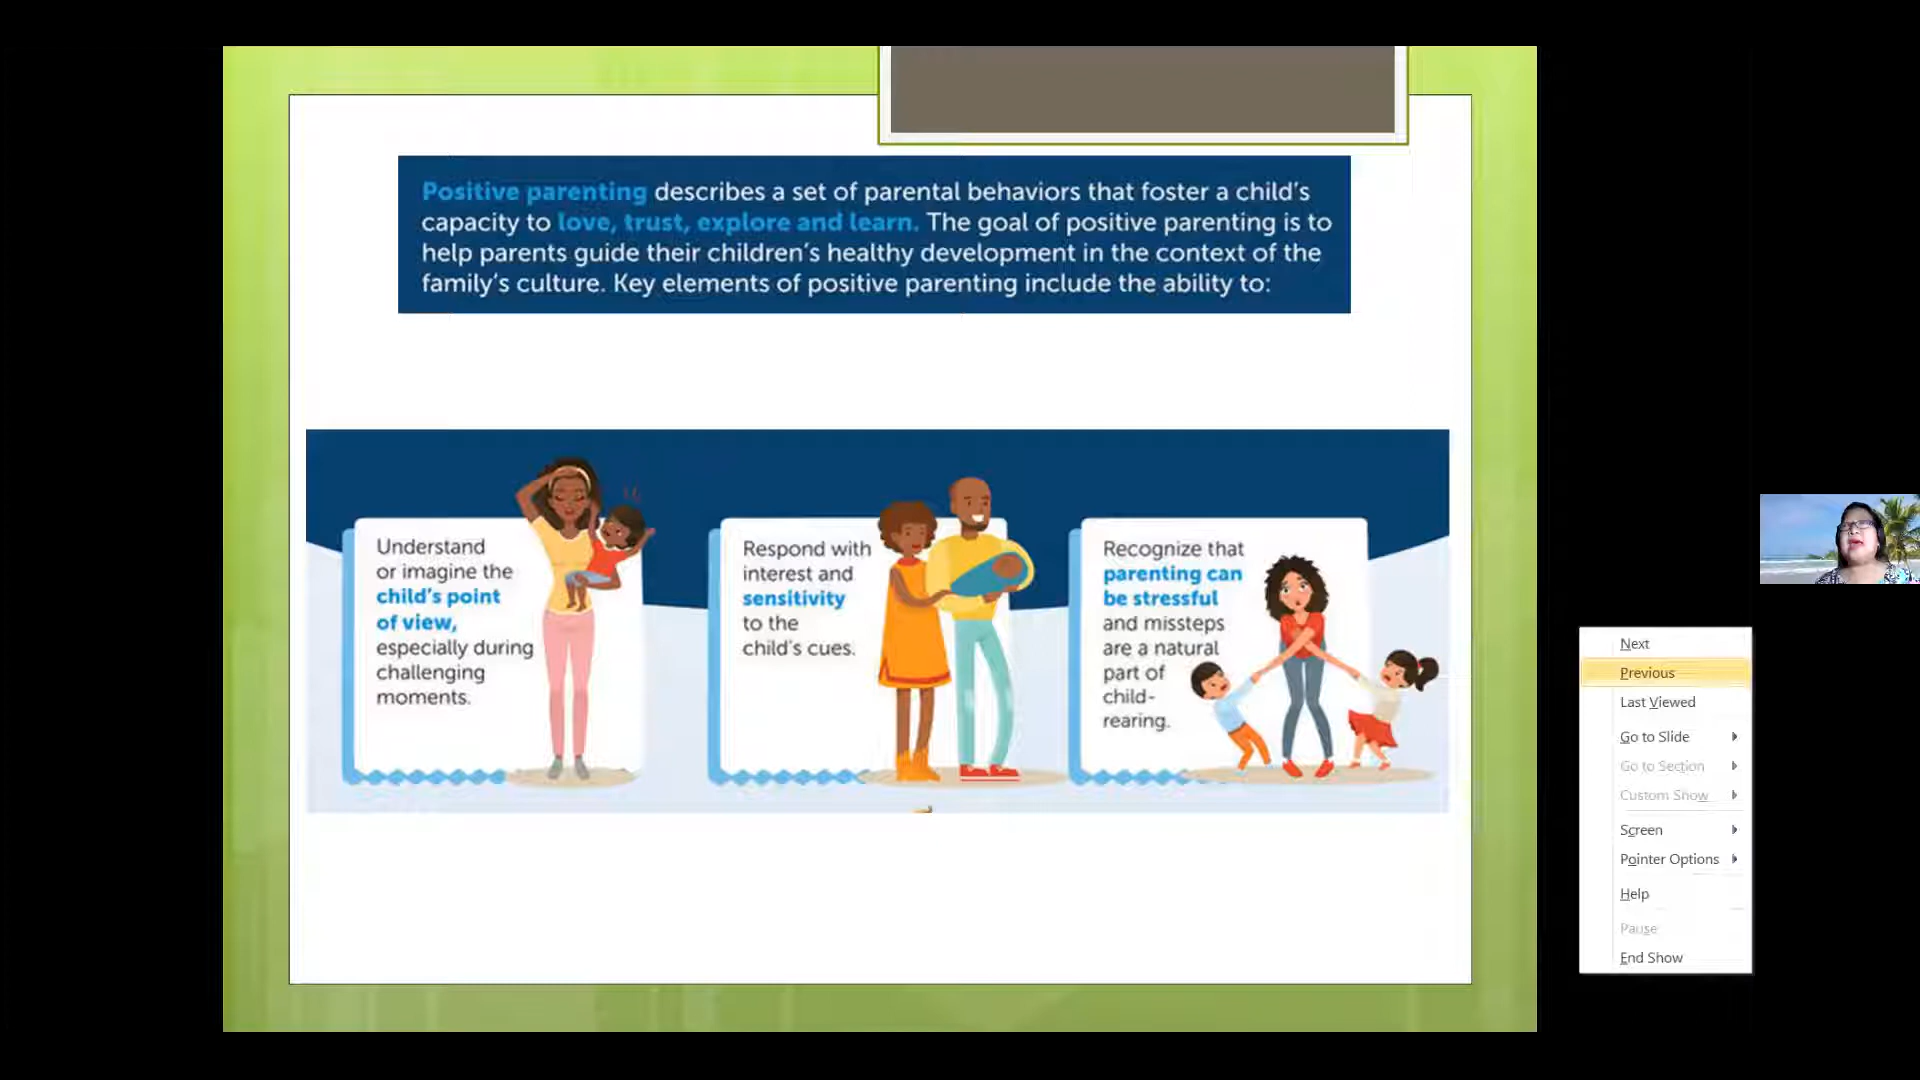 Positive parenting describes a set of parental behaviors that foster a child's
capacity to love, trust, explore and learn. The goal of positive parenting is to
help parents guide their children's healthy development in the context of the
family's culture. Key elements of positive parenting include the ability to:
Understand
or imagine the
child's point
of view,
especially during
challenging
moments.
Respond with
interest and
sensitivity
to the
child's cues.
Recognize that
parenting can
be stressful
and missteps
are a natural
part of
child-
rearing.
Next
Previous
Last Viewed
Go to Slide
Go to Section
Custom Show
Screen
Pointer Options
Help
Pause
End Show